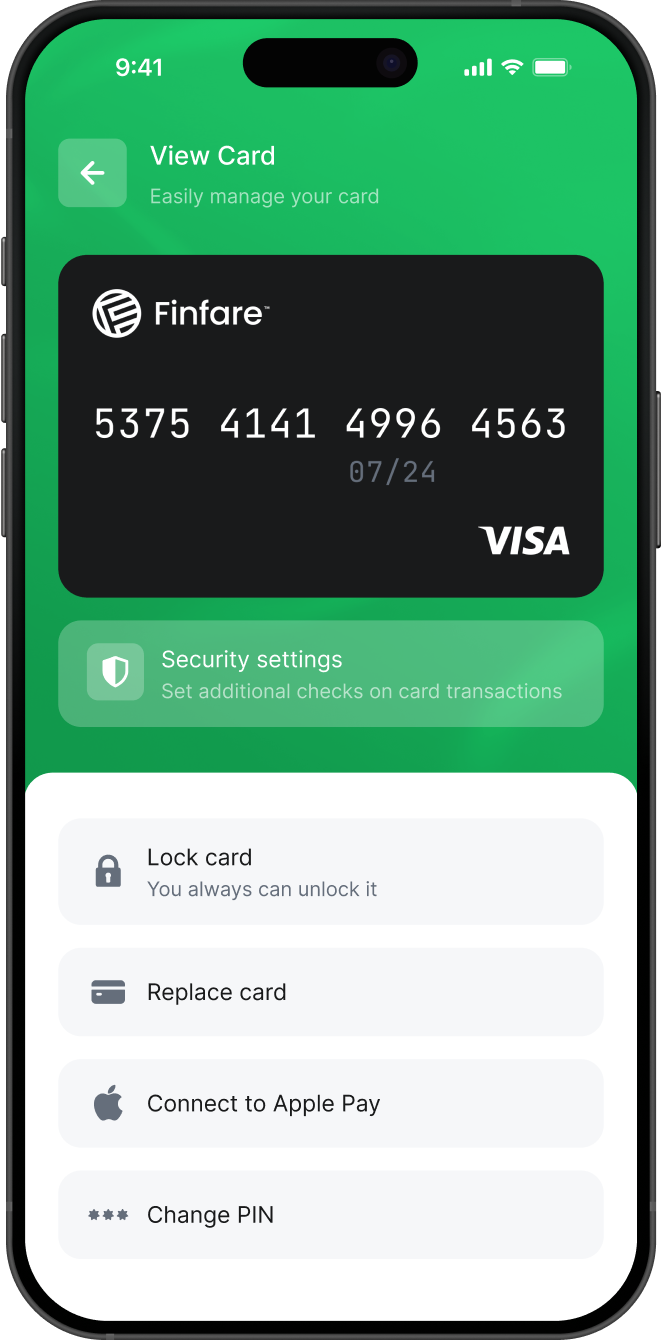 9:41
View Card
Easily manage your card
Finfare™
5375 4141 4996 4563
07/24
VISA
Security settings
Set additional checks on card transactions
Lock card
You always can unlock it
Replace card
Connect to Apple Pay
*** Change PIN